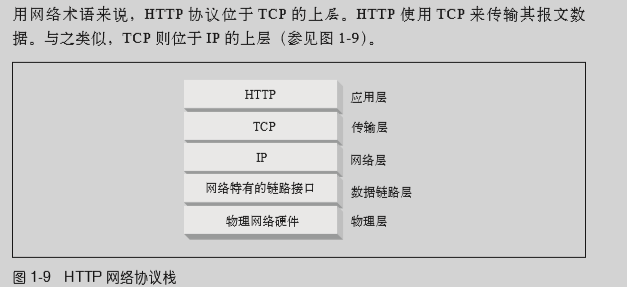 用网络术语来说，HTTP 协议位于 TCP 的上层。HTTP 使用 TCP 来传输其报文数
据。与之类似，TCP 则位于 IP 的上层（参见图 1-9）。
HTTP 应用层
TCP 传输层
IP 网络层
网络特有的链路接口 数据链路层
物理网络硬件 物理层
图 1-9 HTTP 网络协议栈